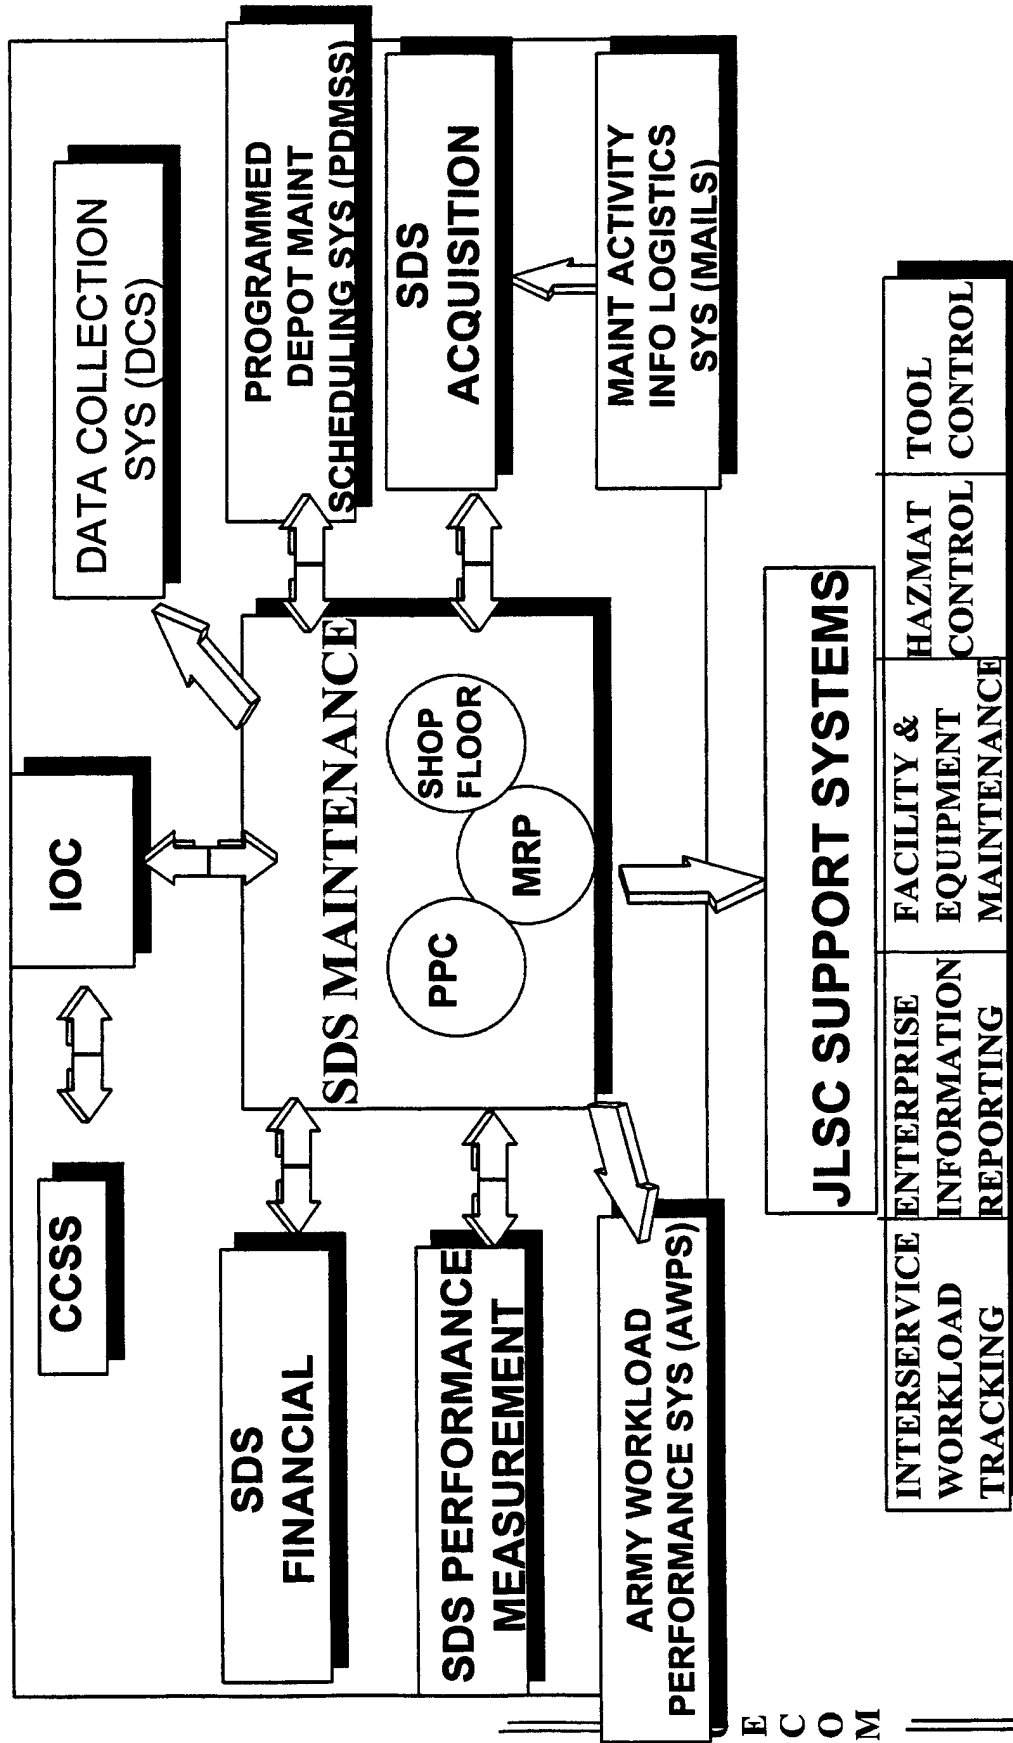 CCSS
IOC
DATA COLLECTION
SYS (DCS)
SDS
FINANCIAL
SDS MAINTENANCE
PPC
MRP
SHOP
FLOOR
PROGRAMMED
DEPOT MAINT
SCHEDULING SYS (PDMSS)
SDS PERFORMANCE
MEASUREMENT
SDS
ACQUISITION
ARMY WORKLOAD
PERFORMANCE SYS (AWPS)
MAINT ACTIVITY
INFO LOGISTICS
SYS (MAILS)
E
C
O
M
JLSC SUPPORT SYSTEMS
INTERSERVICE
WORKLOAD
TRACKING
ENTERPRISE
INFORMATION
REPORTING
FACILITY &
EQUIPMENT
MAINTENANCE
HAZMAT
CONTROL
TOOL
CONTROL